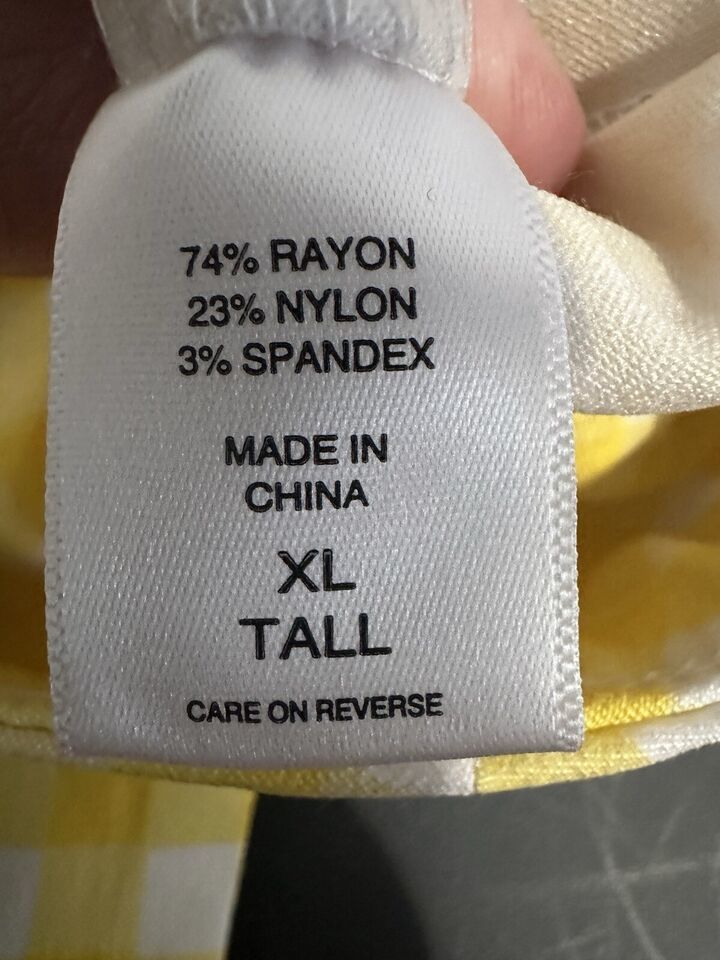 74% RAYON
23% NYLON
3% SPANDEX
MADE IN
CHINA
XL
TALL
CARE ON REVERSE